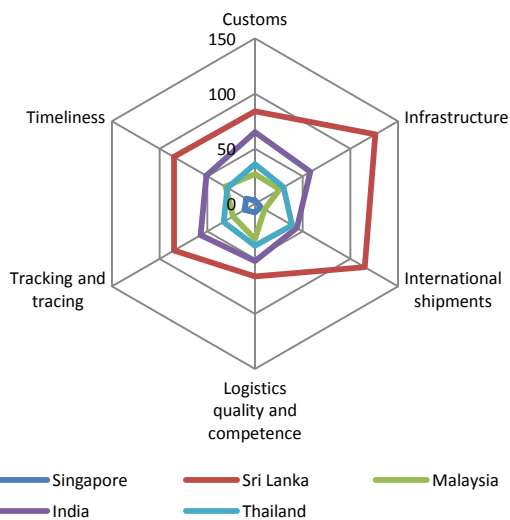 Customs
150
100
50
0
Timeliness
Infrastructure
Tracking and
tracing
International
shipments
Logistics
quality and
competence
Singapore
Sri Lanka
Malaysia
India
Thailand